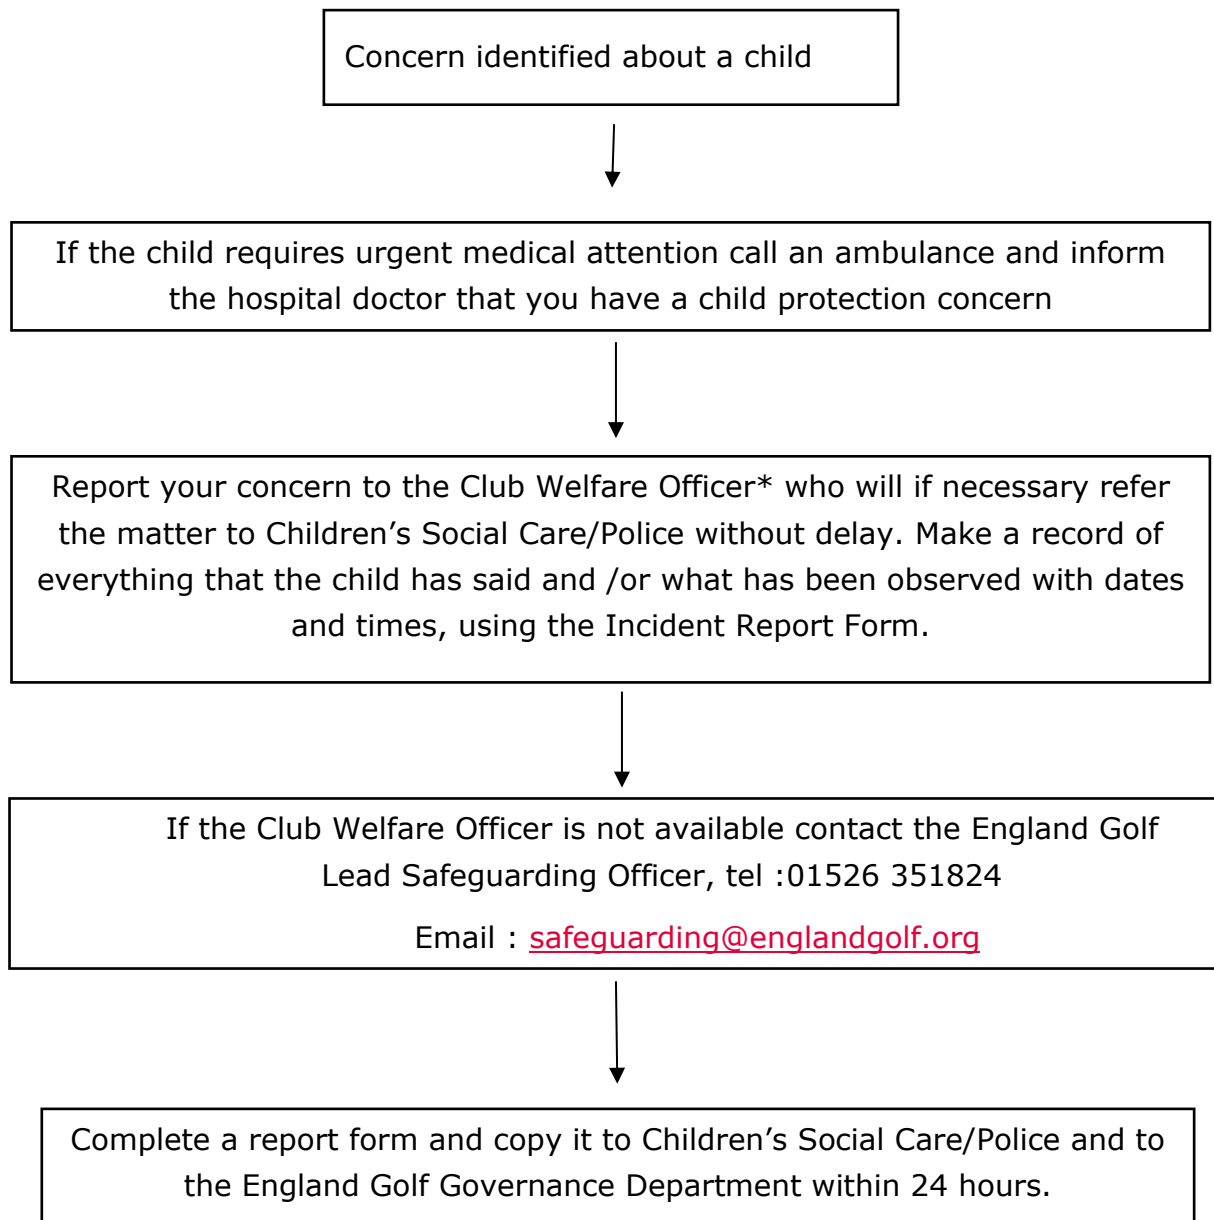 Concern identified about a child
If the child requires urgent medical attention call an ambulance and inform
the hospital doctor that you have a child protection concern
Report your concern to the Club Welfare Officer* who will if necessary refer
the matter to Children’s Social Care/Police without delay. Make a record of
everything that the child has said and /or what has been observed with dates
and times, using the Incident Report Form.
If the Club Welfare Officer is not available contact the England Golf
Lead Safeguarding Officer, tel :01526 351824
Email : safeguarding@englandgolf.org
Complete a report form and copy it to Children’s Social Care/Police and to
the England Golf Governance Department within 24 hours.